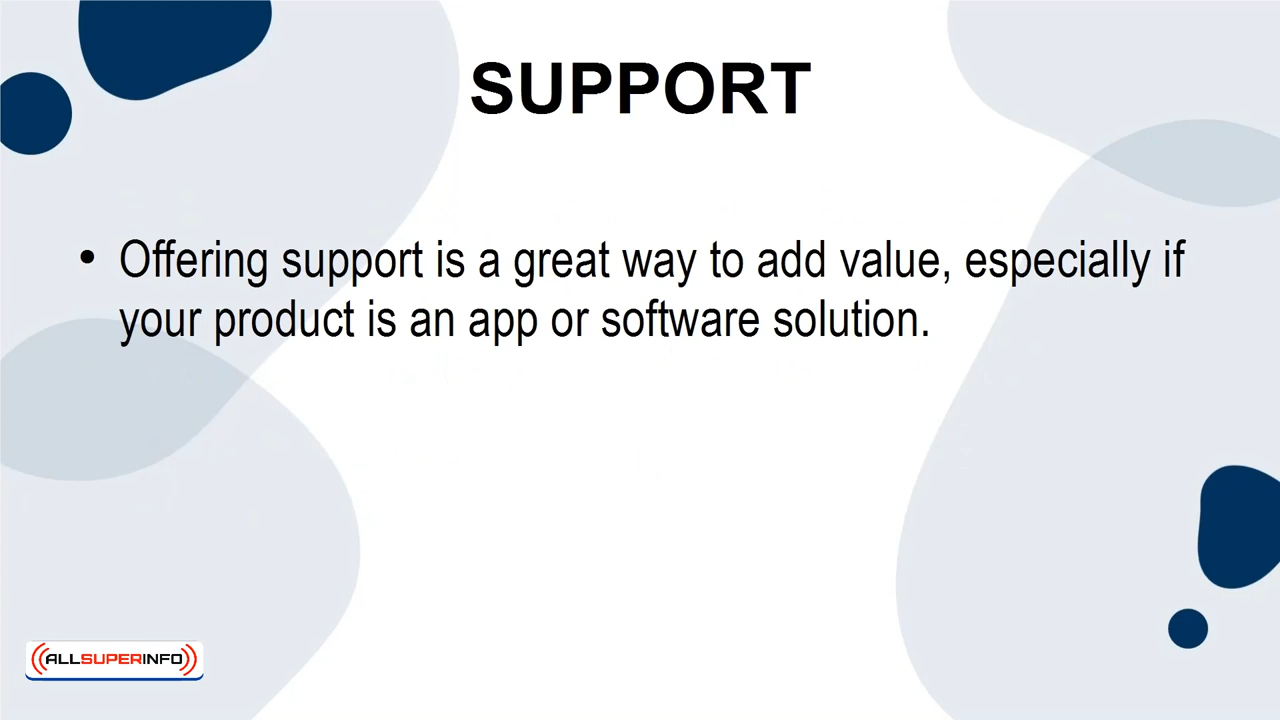 SUPPORT
• Offering support is a great way to add value, especially if
your product is an app or software solution.
ALLSUPERINFO